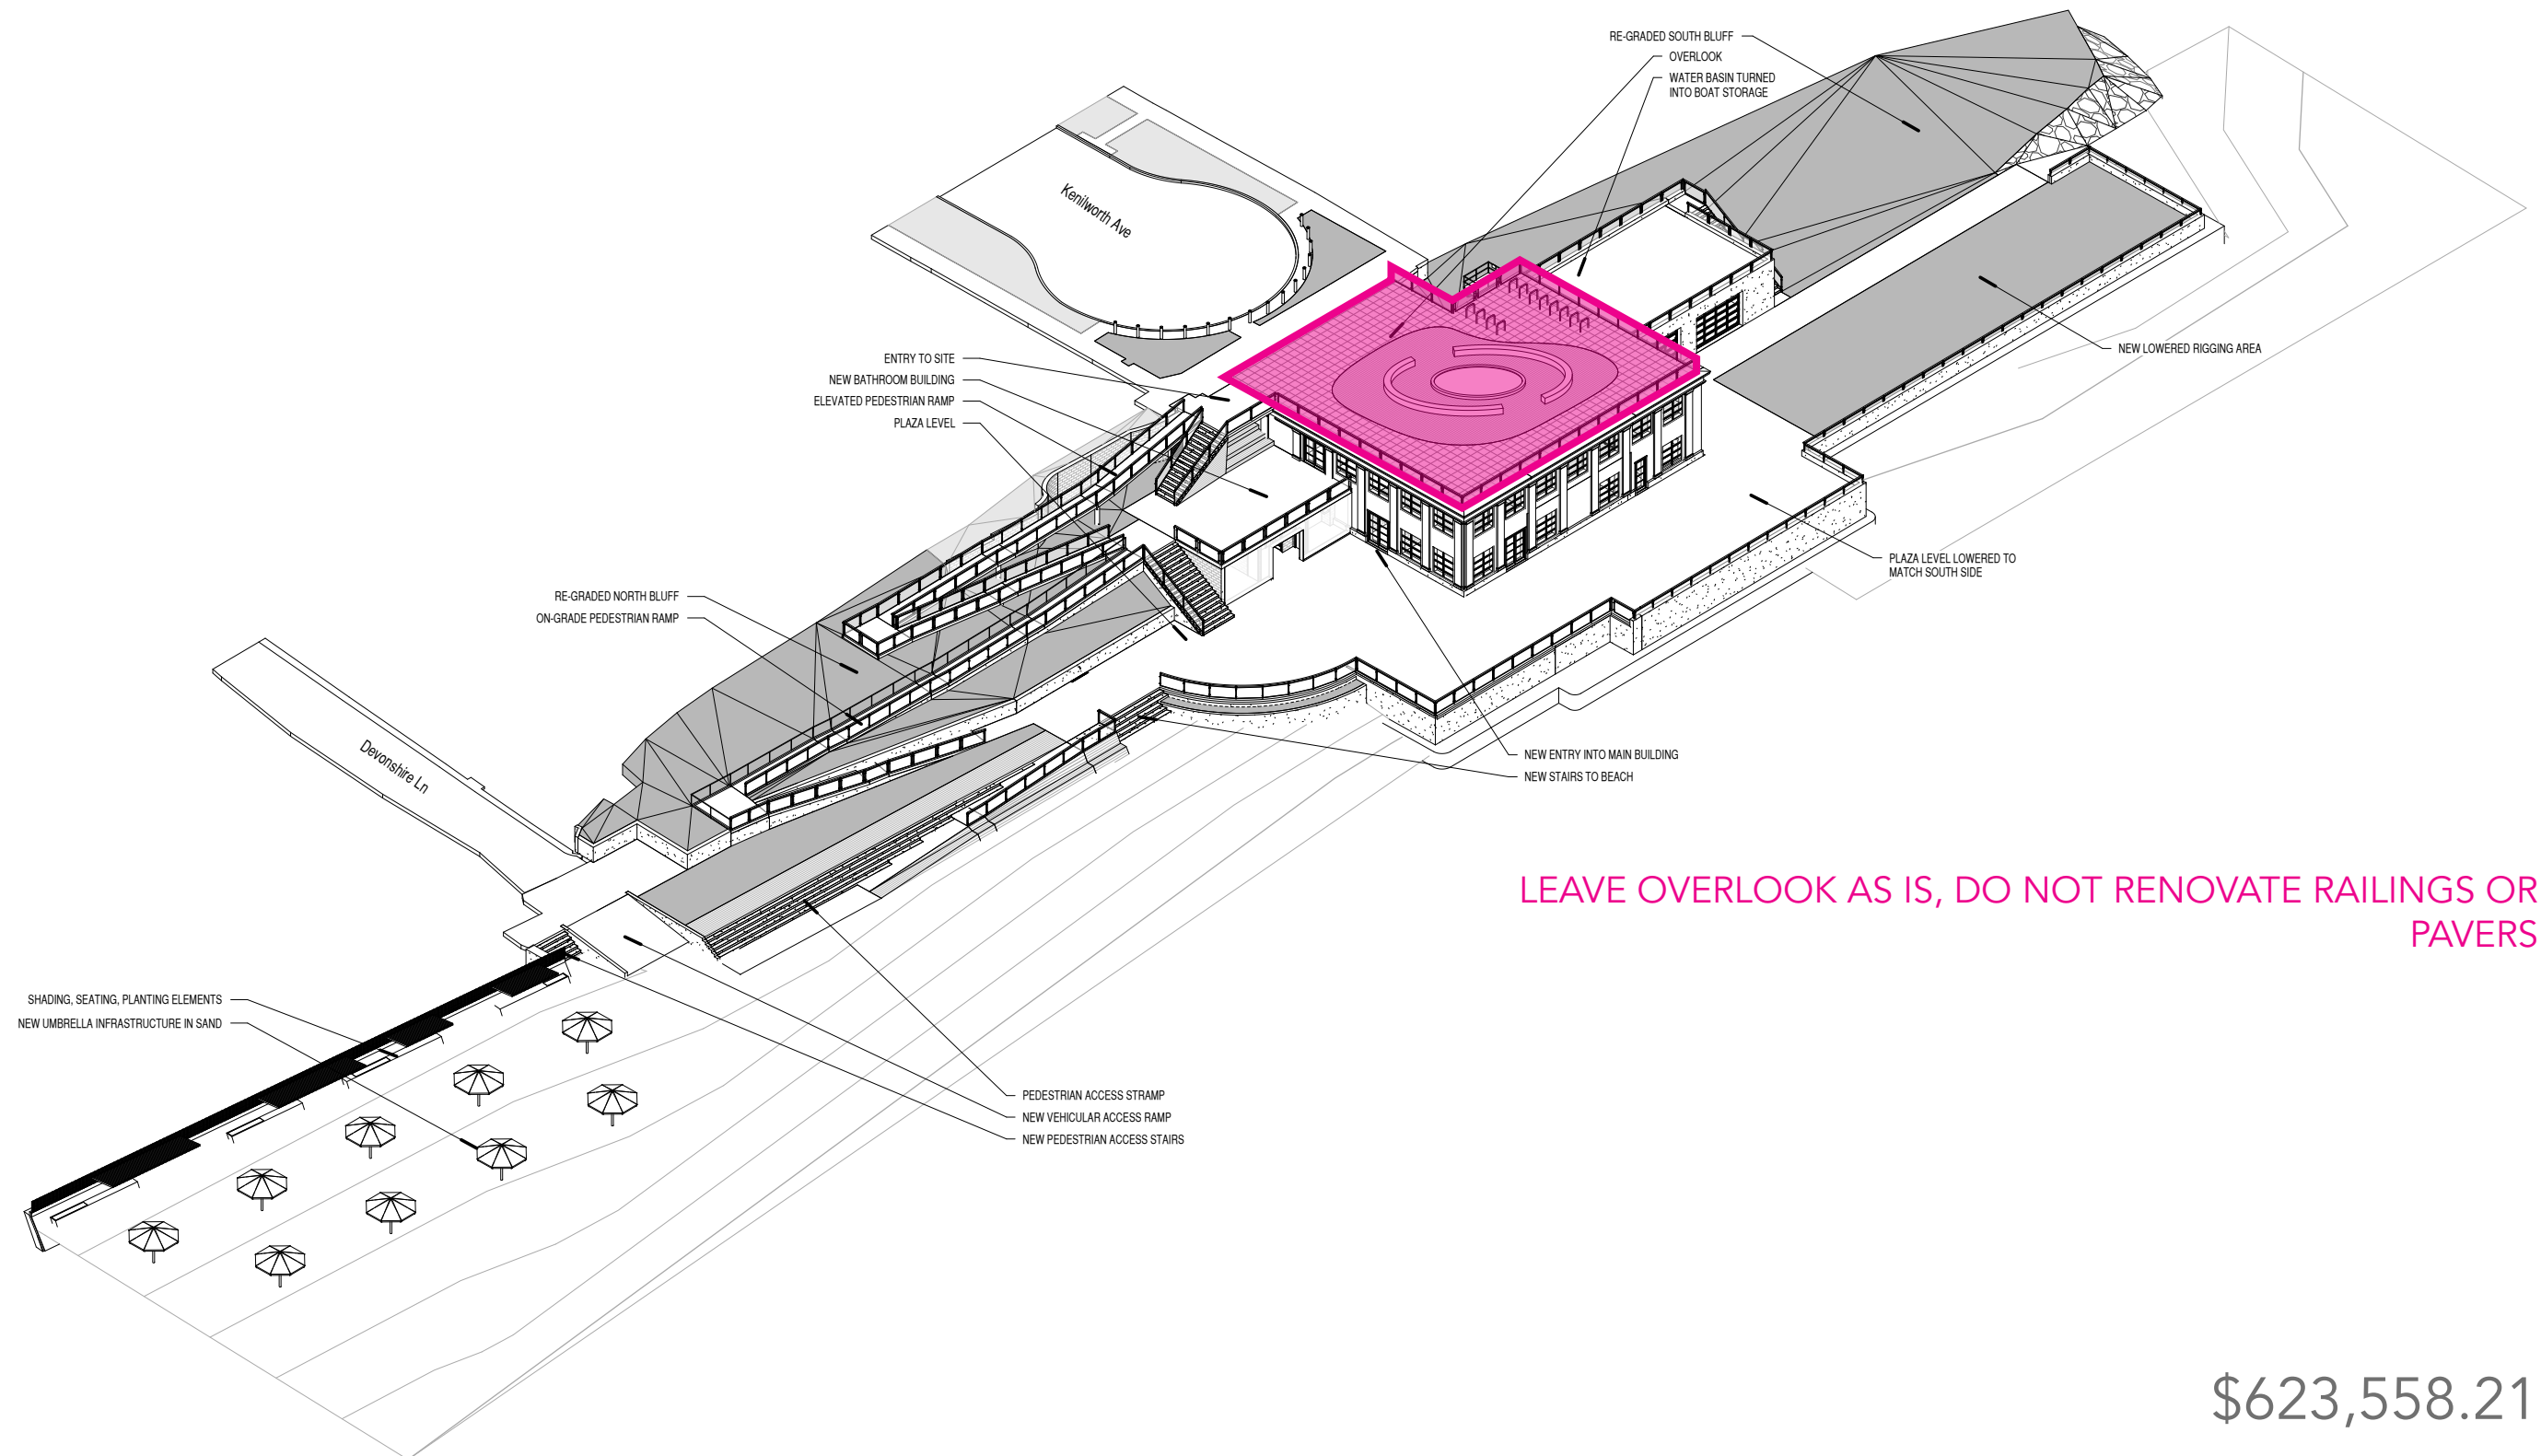 RE-GRADED SOUTH BLUFF
OVERLOOK
WATER BASIN TURNED
INTO BOAT STORAGE
Kenilworth Ave
NEW LOWERED RIGGING AREA
ENTRY TO SITE
NEW BATHROOM BUILDING
ELEVATED PEDESTRIAN RAMP
PLAZA LEVEL
PLAZA LEVEL LOWERED TO
MATCH SOUTH SIDE
RE-GRADED NORTH BLUFF
ON-GRADE PEDESTRIAN RAMP
Devonshire Ln
NEW ENTRY INTO MAIN BUILDING
NEW STAIRS TO BEACH
LEAVE OVERLOOK AS IS, DO NOT RENOVATE RAILINGS OR
PAVERS
SHADING, SEATING, PLANTING ELEMENTS
NEW UMBRELLA INFRASTRUCTURE IN SAND
PEDESTRIAN ACCESS STRAMP
NEW VEHICULAR ACCESS RAMP
NEW PEDESTRIAN ACCESS STAIRS
$623,558.21